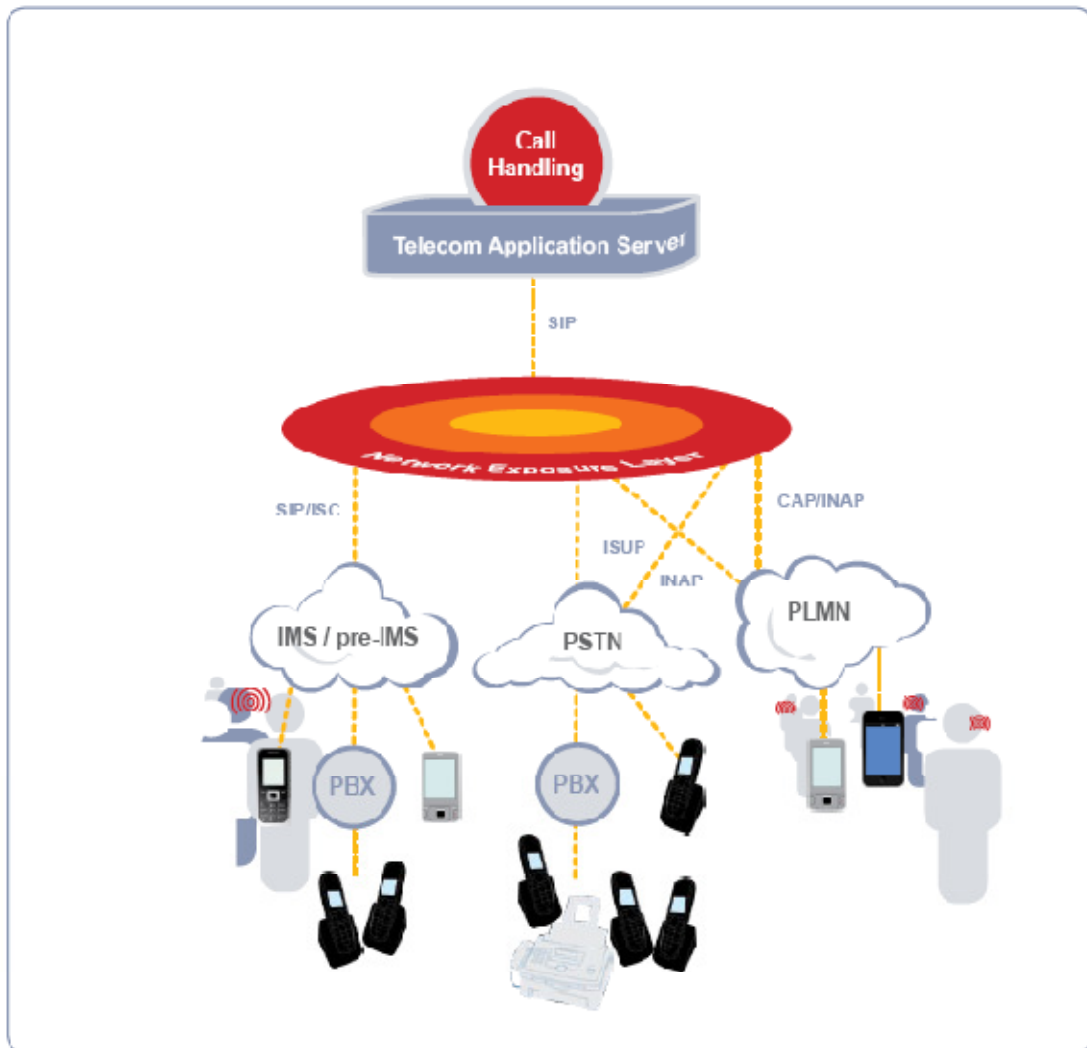 Call
Handling
Telecom Application Server
SIP
Network Exposure Layer
SIP/ISC
CAP/INAP
ISUP
INAP
IMS / pre-IMS
PSTN
PLMN
PBX
PBX